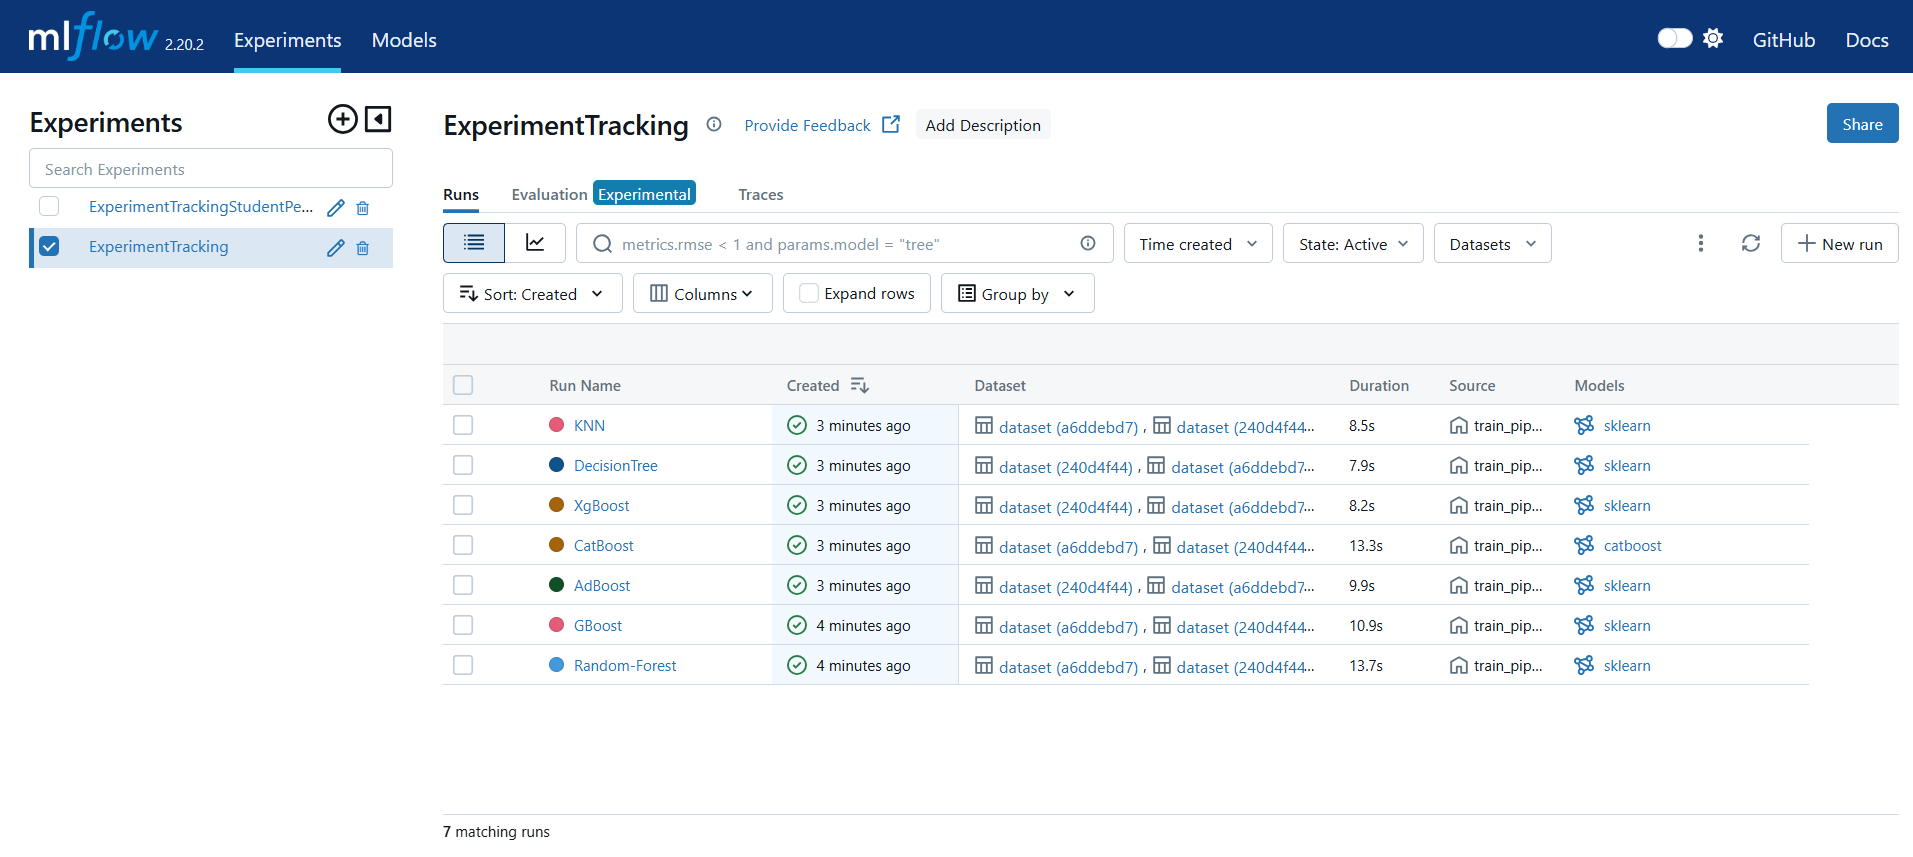 mlflow 2.20.2 Experiments Models GitHub Docs
Experiments
Search Experiments
ExperimentTrackingStudentPe...
ExperimentTracking
ExperimentTracking Provide Feedback Add Description Share
Runs Evaluation Experimental Traces
metrics.rmse < 1 and params.model = "tree" Time created State: Active Datasets New run
Sort: Created Columns Expand rows Group by
Run Name Created Dataset Duration Source Models
KNN 3 minutes ago dataset (a6ddebd7) , dataset (240d4f44... 8.5s train_pip... sklearn
DecisionTree 3 minutes ago dataset (240d4f44) , dataset (a6ddebd7... 7.9s train_pip... sklearn
XgBoost 3 minutes ago dataset (240d4f44) , dataset (a6ddebd7... 8.2s train_pip... sklearn
CatBoost 3 minutes ago dataset (a6ddebd7) , dataset (240d4f44... 13.3s train_pip... catboost
AdBoost 3 minutes ago dataset (240d4f44) , dataset (a6ddebd7... 9.9s train_pip... sklearn
GBoost 4 minutes ago dataset (a6ddebd7) , dataset (240d4f44... 10.9s train_pip... sklearn
Random-Forest 4 minutes ago dataset (a6ddebd7) , dataset (240d4f44... 13.7s train_pip... sklearn
7 matching runs